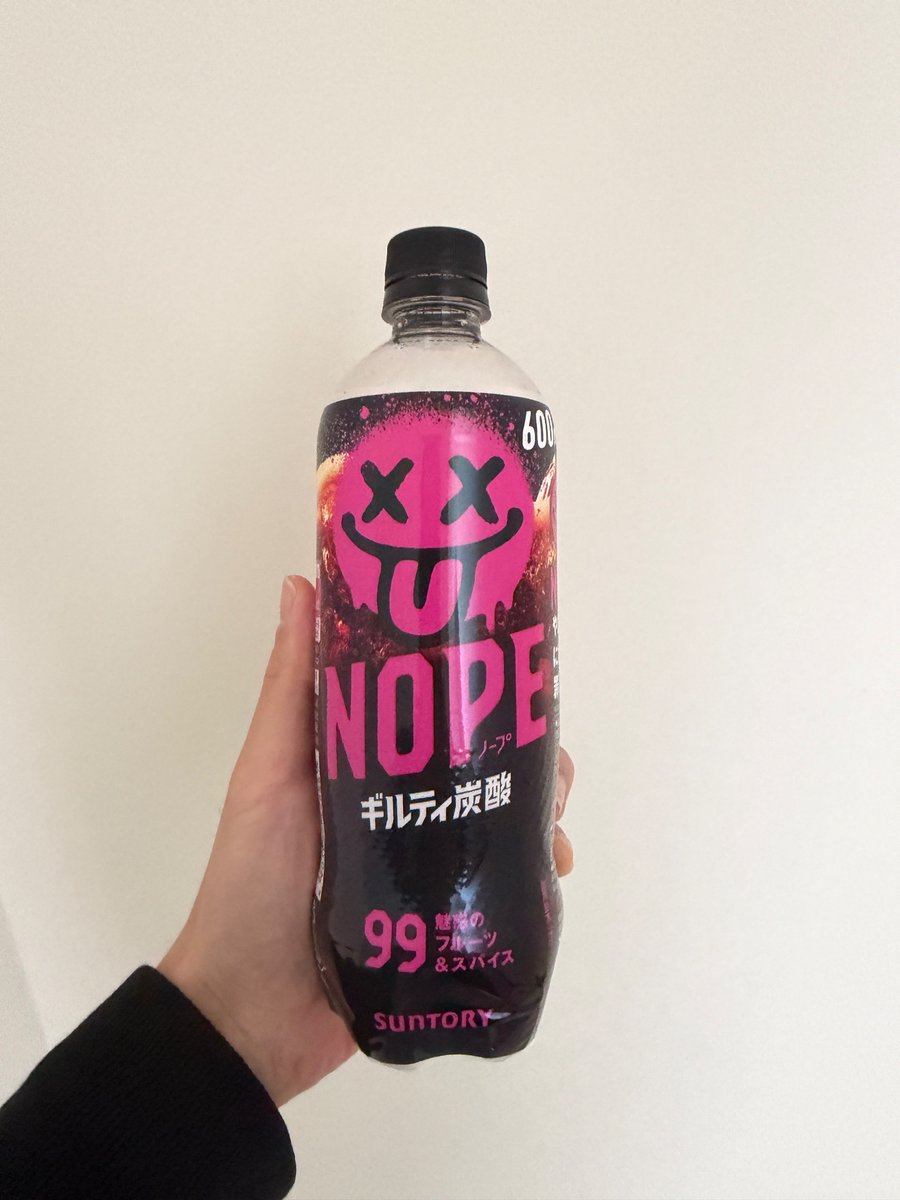 600
NOPE
ノープ
ギルティ炭酸
99
魅惑の
フルーツ
&スパイス
SUNTORY